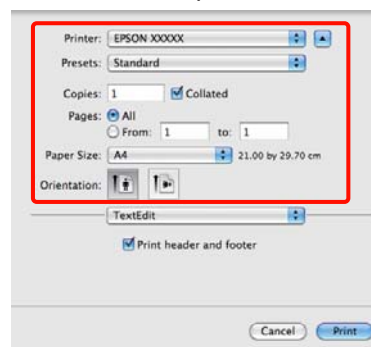 Printer: EPSON XXXXX
Presets: Standard
Copies: 1 Collated
Pages: All
From: 1 to: 1
Paper Size: A4 21.00 by 29.70 cm
Orientation:
TextEdit
Print header and footer
Cancel Print